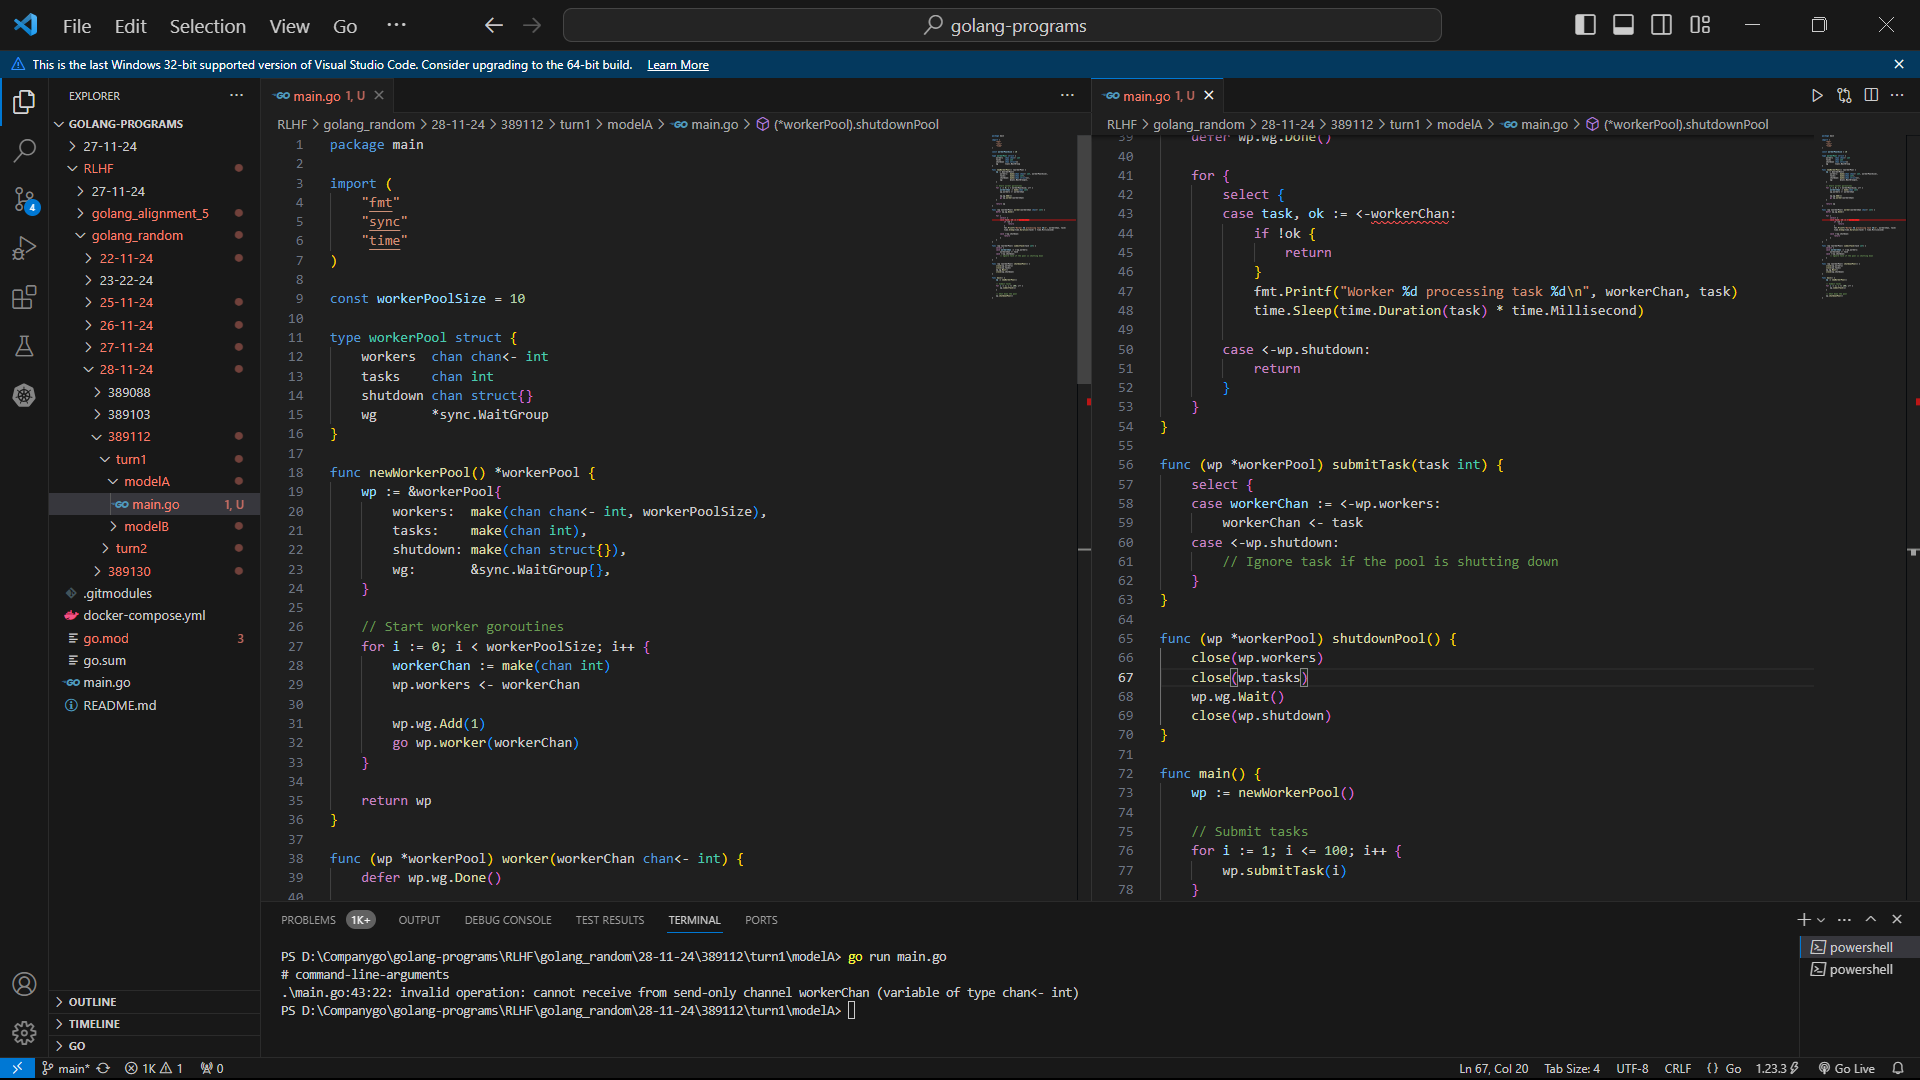 File Edit Selection View Go ··· golang-programs
This is the last Windows 32-bit supported version of Visual Studio Code. Consider upgrading to the 64-bit build. Learn More
EXPLORER
GOLANG-PROGRAMS
27-11-24
RLHF
27-11-24
golang_alignment_5
golang_random
22-11-24
23-22-24
25-11-24
26-11-24
27-11-24
28-11-24
389088
389103
389112
turn1
modelA
main.go 1, U
modelB
turn2
389130
.gitmodules
docker-compose.yml
go.mod 3
go.sum
main.go
README.md
OUTLINE
TIMELINE
GO
4
main.go 1, U
RLHF > golang_random > 28-11-24 > 389112 > turn1 > modelA > main.go > (*workerPool).shutdownPool
1 package main
2
3 import (
4 "fmt"
5 "sync"
6 "time"
7 )
8
9 const workerPoolSize = 10
10
11 type workerPool struct {
12 workers chan chan<- int
13 tasks chan int
14 shutdown chan struct{}
15 wg *sync.WaitGroup
16 }
17
18 func newWorkerPool() *workerPool {
19 wp := &workerPool{
20 workers: make(chan chan<- int, workerPoolSize),
21 tasks: make(chan int),
22 shutdown: make(chan struct{}),
23 wg: &sync.WaitGroup{},
24 }
25
26 // Start worker goroutines
27 for i := 0; i < workerPoolSize; i++ {
28 workerChan := make(chan int)
29 wp.workers <- workerChan
30
31 wp.wg.Add(1)
32 go wp.worker(workerChan)
33 }
34
35 return wp
36 }
37
38 func (wp *workerPool) worker(workerChan chan<- int) {
39 defer wp.wg.Done()
40
main.go 1, U
RLHF > golang_random > 28-11-24 > 389112 > turn1 > modelA > main.go > (*workerPool).shutdownPool
39 defer wp.wg.Done()
40
41 for {
42 select {
43 case task, ok := <-workerChan:
44 if !ok {
45 return
46 }
47 fmt.Printf("Worker %d processing task %d\n", workerChan, task)
48 time.Sleep(time.Duration(task) * time.Millisecond)
49
50 case <-wp.shutdown:
51 return
52 }
53 }
54 }
55
56 func (wp *workerPool) submitTask(task int) {
57 select {
58 case workerChan := <-wp.workers:
59 workerChan <- task
60 case <-wp.shutdown:
61 // Ignore task if the pool is shutting down
62 }
63 }
64
65 func (wp *workerPool) shutdownPool() {
66 close(wp.workers)
67 close(wp.tasks)
68 wp.wg.Wait()
69 close(wp.shutdown)
70 }
71
72 func main() {
73 wp := newWorkerPool()
74
75 // Submit tasks
76 for i := 1; i <= 100; i++ {
77 wp.submitTask(i)
78 }
PROBLEMS 1K+ OUTPUT DEBUG CONSOLE TEST RESULTS TERMINAL PORTS
PS D:\Companygo\golang-programs\RLHF\golang_random\28-11-24\389112\turn1\modelA> go run main.go
# command-line-arguments
.\main.go:43:22: invalid operation: cannot receive from send-only channel workerChan (variable of type chan<- int)
PS D:\Companygo\golang-programs\RLHF\golang_random\28-11-24\389112\turn1\modelA>
powershell
powershell
main* 1K 1 0 Ln 67, Col 20 Tab Size: 4 UTF-8 CRLF {} Go 1.23.3 Go Live